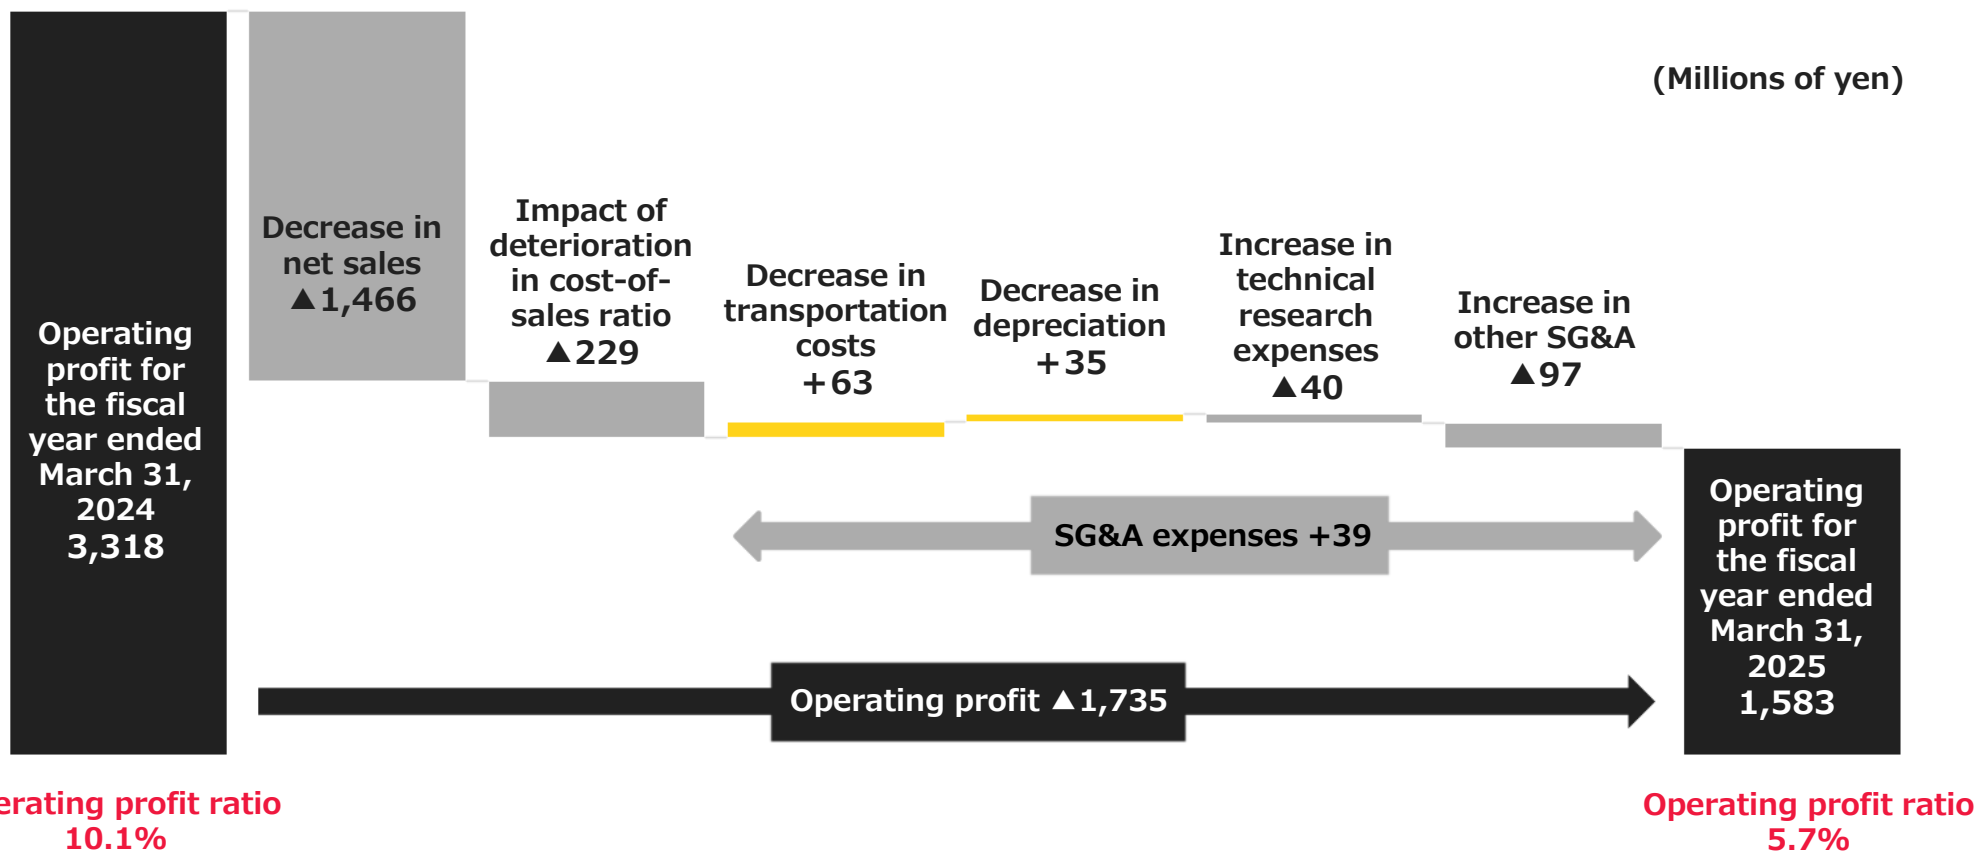 (Millions of yen)
Operating
profit for
the fiscal
year ended
March 31,
2024
3,318
Decrease in
net sales
▲1,466
Impact of
deterioration
in cost-of-
sales ratio
▲229
Decrease in
transportation
costs
+63
Decrease in
depreciation
+35
Increase in
technical
research
expenses
▲40
Increase in
other SG&A
▲97
SG&A expenses +39
Operating profit ▲1,735
Operating
profit for
the fiscal
year ended
March 31,
2025
1,583
erating profit ratio
10.1%
Operating profit ratio
5.7%